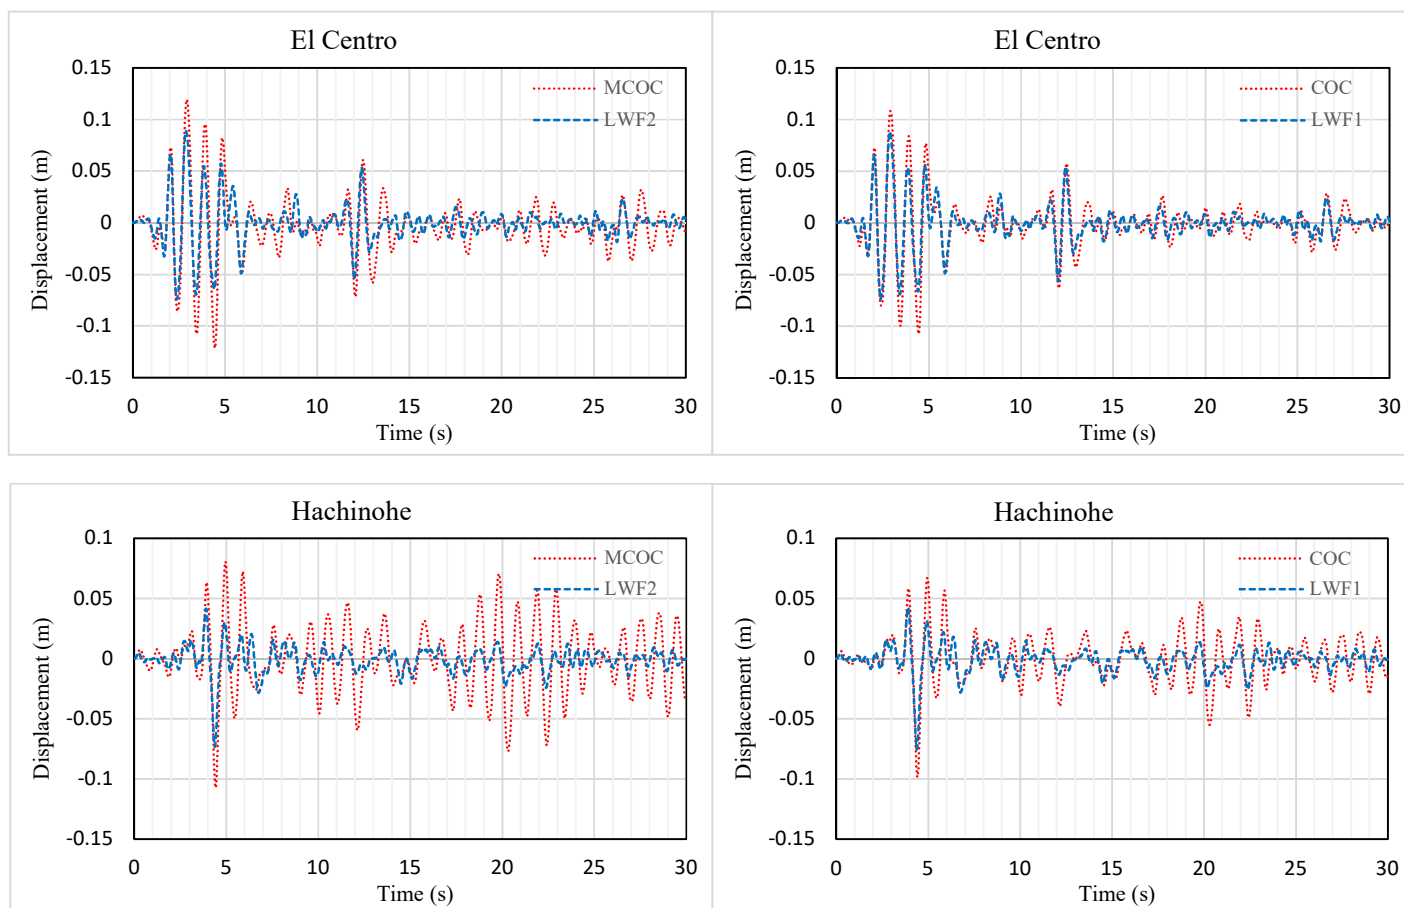 El Centro
0.15
0.1
0.05
0
-0.05
-0.1
-0.15
Displacement (m)
MCOC
LWF2
0 5 10 15 20 25 30
Time (s)
El Centro
0.15
0.1
0.05
0
-0.05
-0.1
-0.15
Displacement (m)
COC
LWF1
0 5 10 15 20 25 30
Time (s)
Hachinohe
0.1
0.05
0
-0.05
-0.1
-0.15
Displacement (m)
MCOC
LWF2
0 5 10 15 20 25 30
Time (s)
Hachinohe
0.1
0.05
0
-0.05
-0.1
-0.15
Displacement (m)
COC
LWF1
0 5 10 15 20 25 30
Time (s)